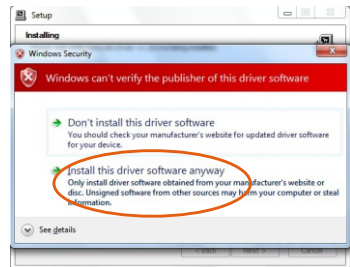 Setup
Installing
Windows Security
Windows can't verify the publisher of this driver software
Don't install this driver software
You should check your manufacturer's website for updated driver software
for your device.
Install this driver software anyway
Only install driver software obtained from your manufacturer's website or
disc. Unsigned software from other sources may harm your computer or steal
information.
See details
< Back Next > Cancel